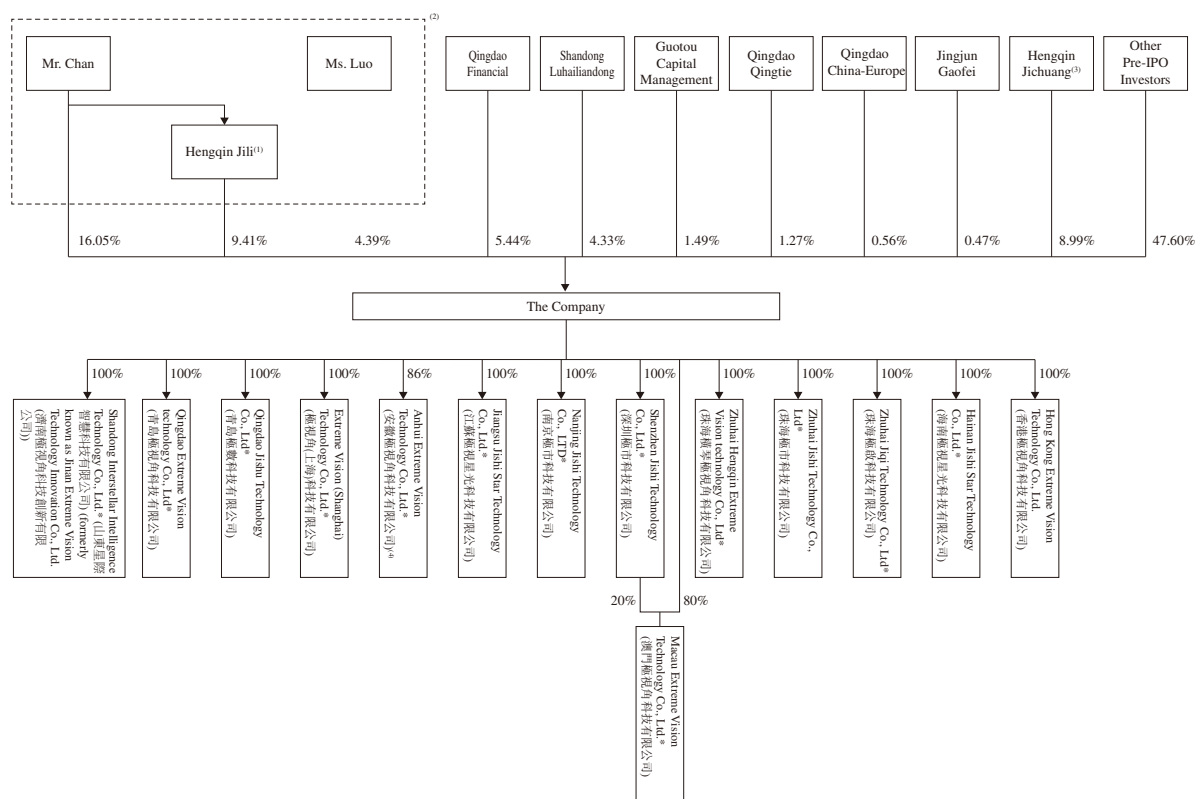 (2)
Mr. Chan
Ms. Luo
Hengqin Jili(1)
Qingdao
Financial
Shandong
Luhailiandong
Guotou
Capital
Management
Qingdao
Qingtie
Qingdao
China-Europe
Jingjun
Gaofei
Hengqin
Jichuang(3)
Other
Pre-IPO
Investors
16.05%
9.41%
4.39%
5.44%
4.33%
1.49%
1.27%
0.56%
0.47%
8.99%
47.60%
The Company
100%
100%
100%
100%
86%
100%
100%
100%
100%
100%
100%
100%
100%
Shandong Interstellar Intelligence
Technology Co., Ltd.* (山東星際
智慧科技有限公司) (formerly
known as JInan Extreme Vision
Technology Innovation Co., Ltd.
(濟南極視角科技創新有限
公司))
Qingdao Extreme Vision
technology Co., Ltd*
(青島極視角科技有限公司)
Qingdao Jishu Technology
Co., Ltd.*
(青島極數科技有限公司)
Extreme Vision (Shanghai)
Technology Co., Ltd.*
(極視角(上海)科技有限公司)
Anhui Extreme Vision
Technology Co., Ltd.*
(安徽極視角科技有限公司)(4)
Jiangsu Jishi Star Technology
Co., Ltd.*
(江蘇極視星光科技有限公司)
Nanjing Jishi Technology
Co., LTD*
(南京極市科技有限公司)
Shenzhen Jishi Technology
Co., Ltd.*
(深圳極市科技有限公司)
Zhuhai Hengqin Extreme
Vision technology Co., Ltd*
(珠海橫琴極視角科技有限公司)
Zhuhai Jishi Technology Co.,
Ltd*
(珠海極市科技有限公司)
Zhuhai Jiqi Technology Co., Ltd*
(珠海極啟科技有限公司)
Hainan Jishi Star Technology
Co., Ltd.*
(海南極視星光科技有限公司)
Hong Kong Extreme Vision
Technology Co., Ltd.
(香港極視角科技有限公司)
20%
80%
Macau Extreme Vision
Technology Co., Ltd.*
(澳門極視角科技有限公司)